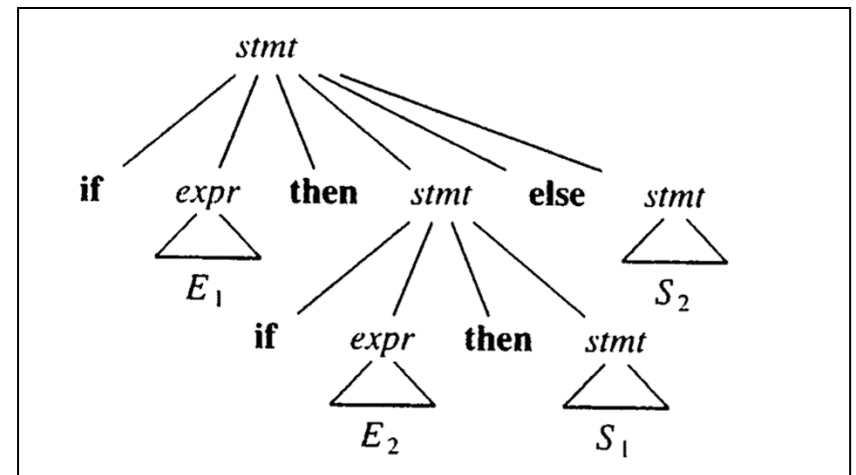 stmt
if expr then stmt else stmt
E₁ S₂
if expr then stmt
E₂ S₁